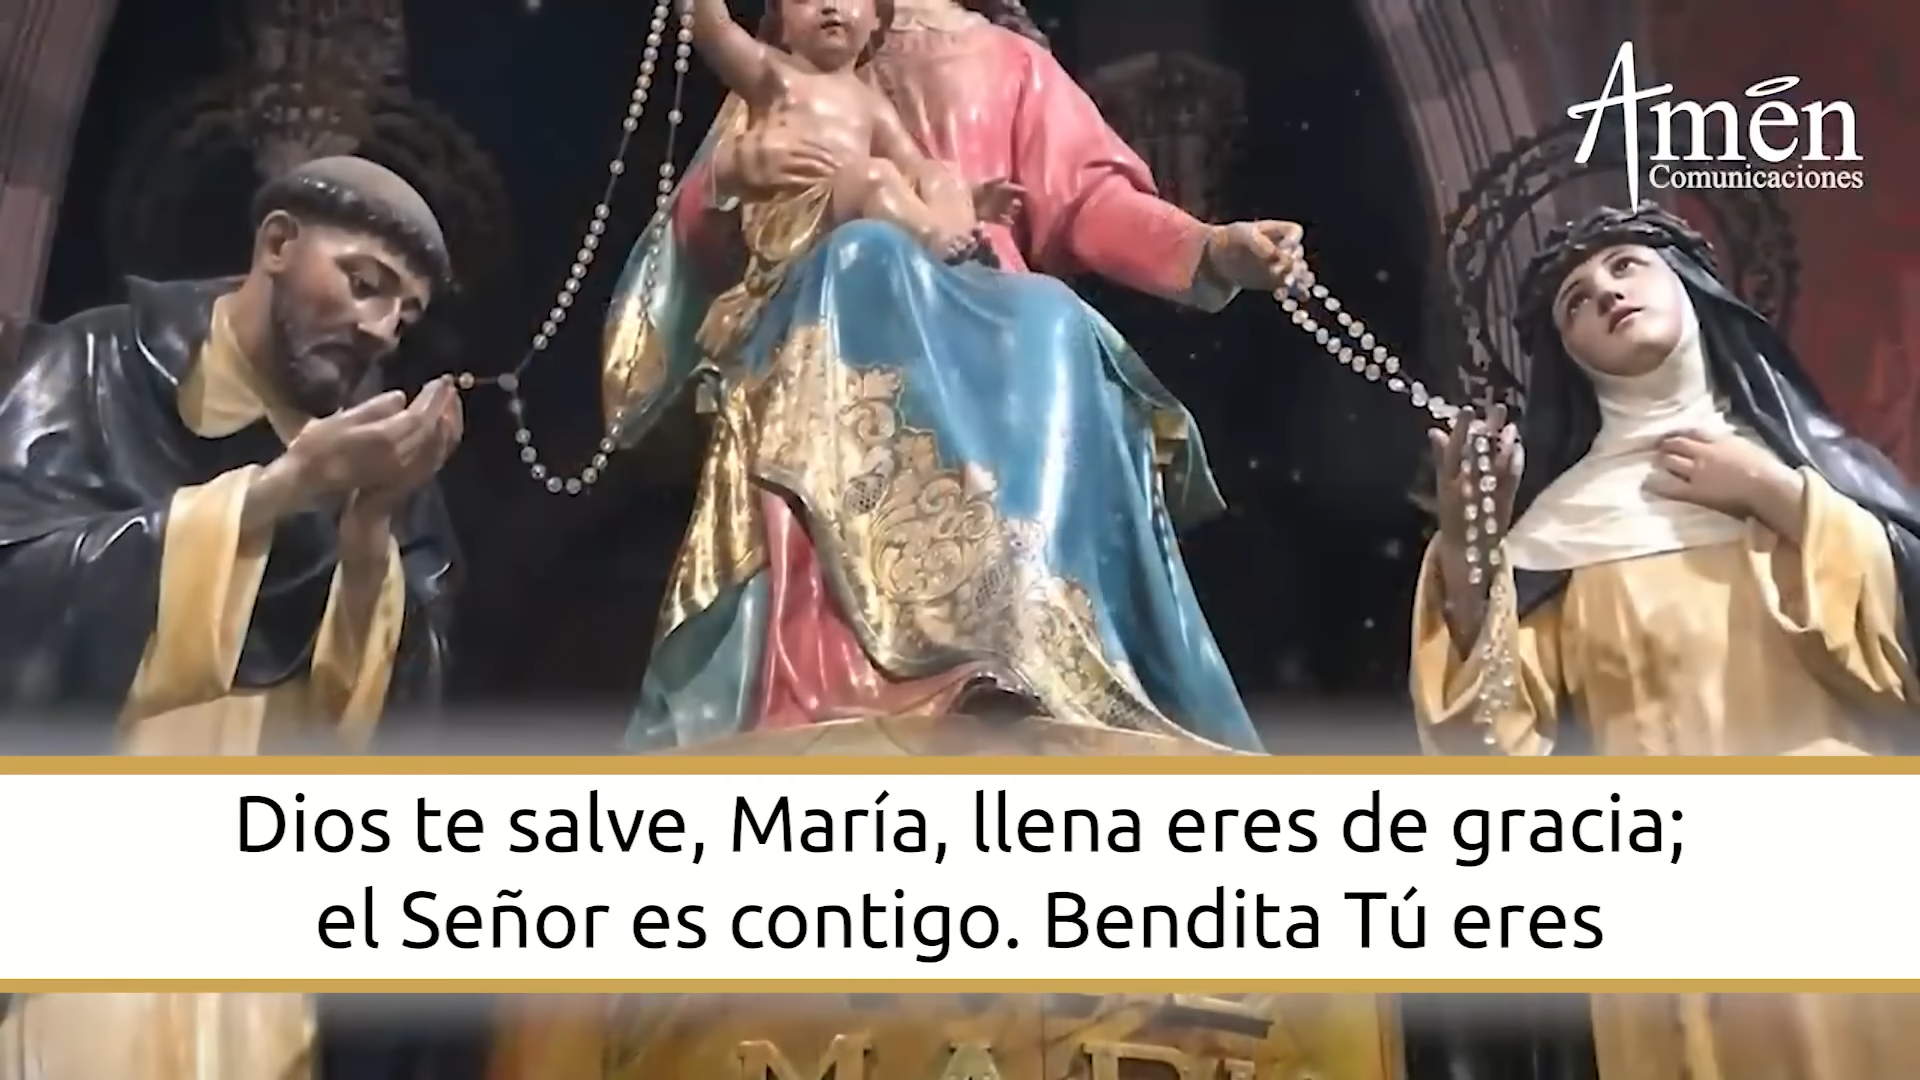 Amén
Comunicaciones
Dios te salve, María, llena eres de gracia;
el Señor es contigo. Bendita Tú eres